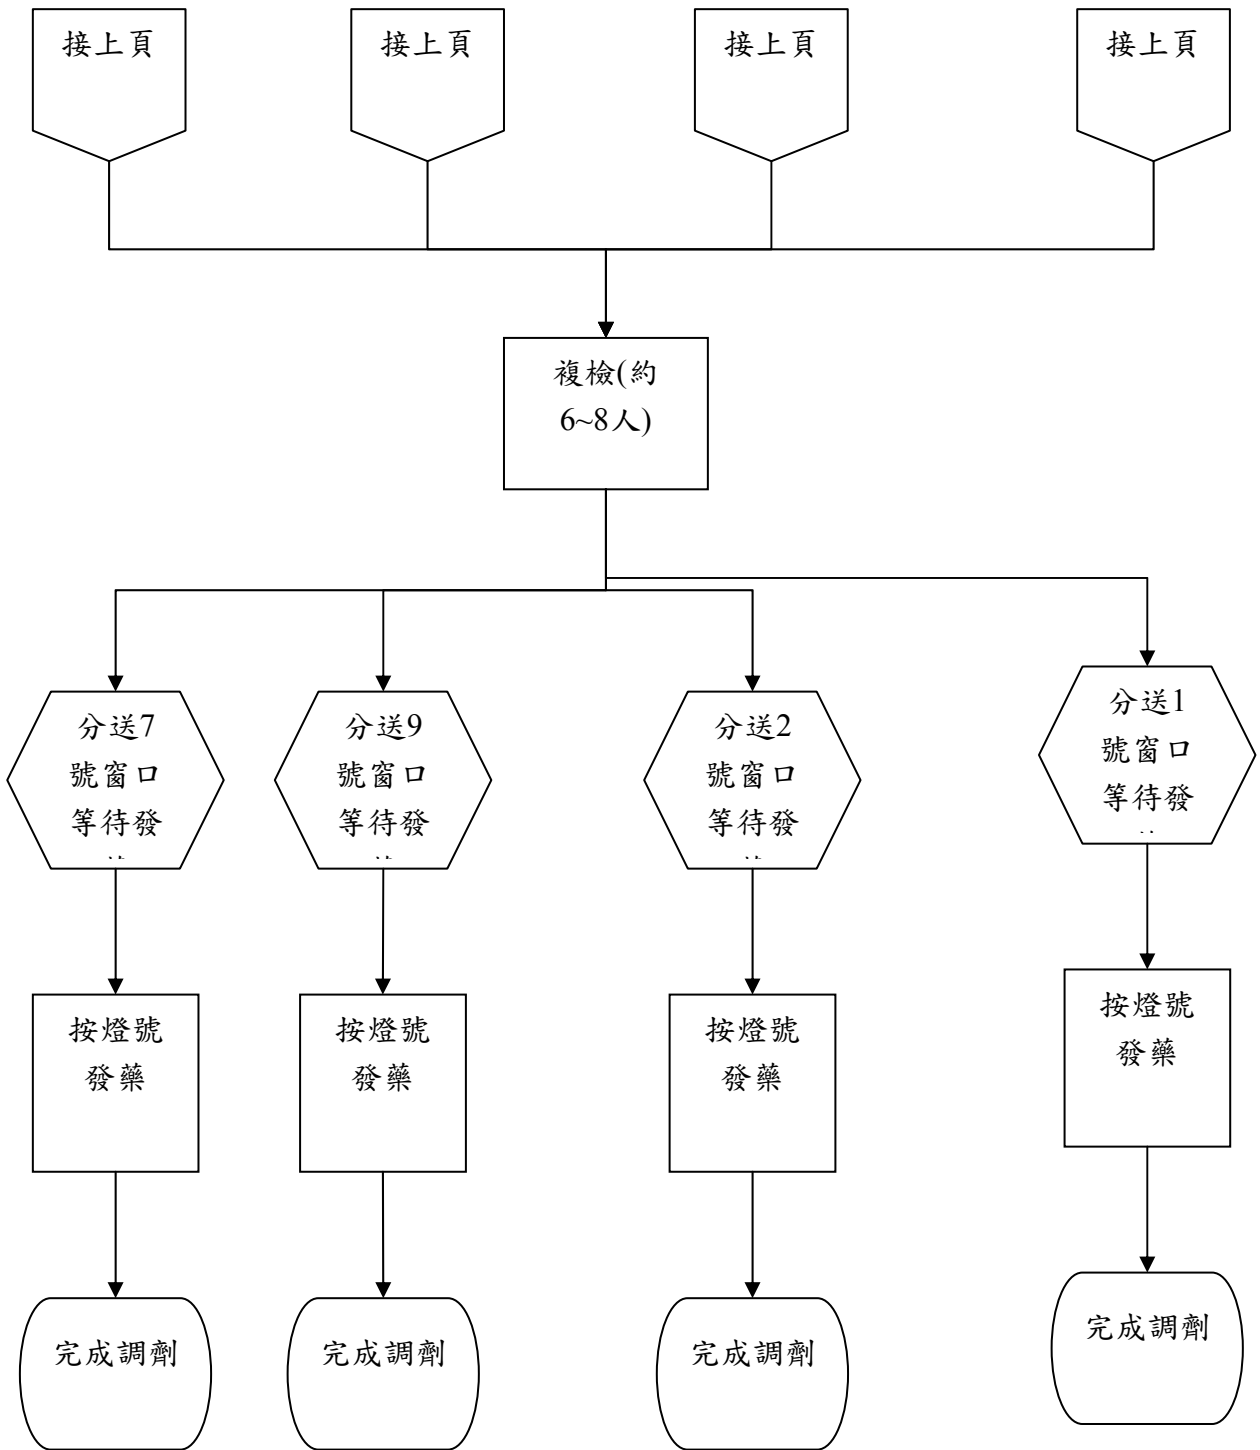 接上頁
接上頁
接上頁
接上頁
複檢(約
6~8人)
分送7
號窗口
等待發
分送9
號窗口
等待發
分送2
號窗口
等待發
分送1
號窗口
等待發
按燈號
發藥
按燈號
發藥
按燈號
發藥
按燈號
發藥
完成調劑
完成調劑
完成調劑
完成調劑